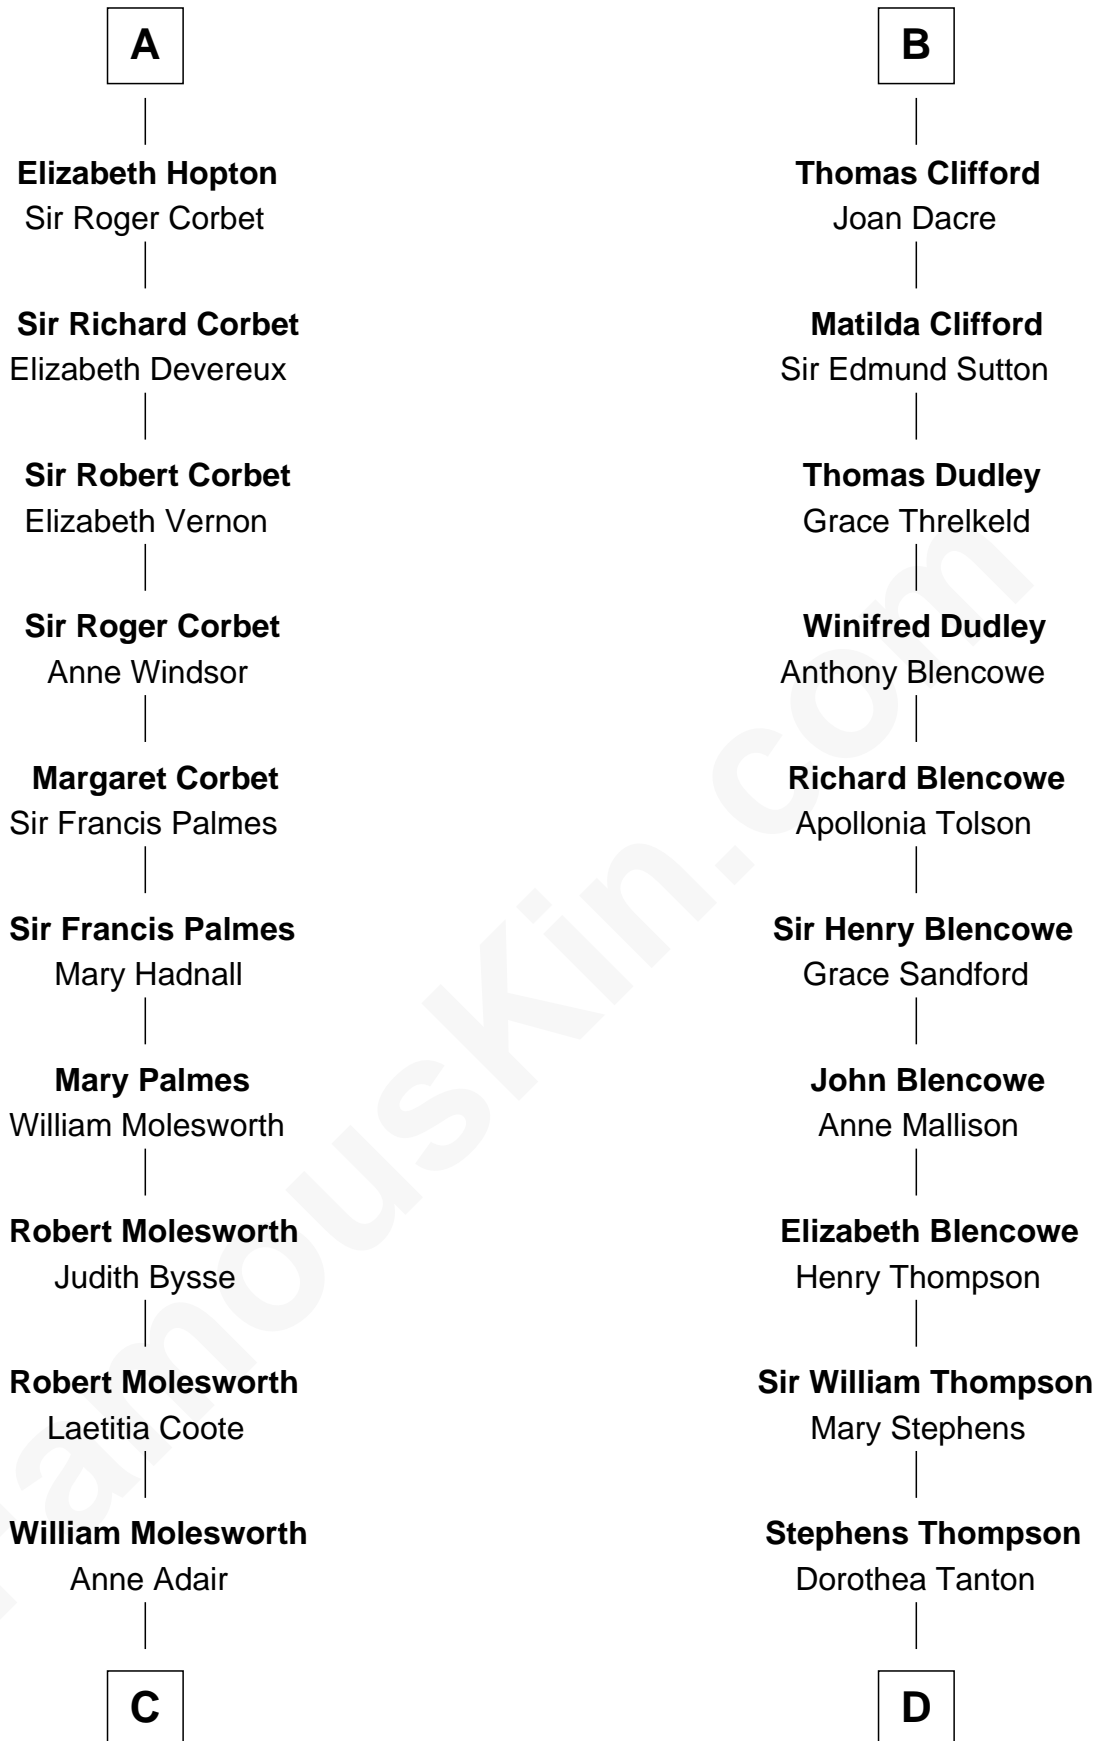 A
Elizabeth Hopton
Sir Roger Corbet
Sir Richard Corbet
Elizabeth Devereux
Sir Robert Corbet
Elizabeth Vernon
Sir Roger Corbet
Anne Windsor
Margaret Corbet
Sir Francis Palmes
Sir Francis Palmes
Mary Hadnall
Mary Palmes
William Molesworth
Robert Molesworth
Judith Bysse
Robert Molesworth
Laetitia Coote
William Molesworth
Anne Adair
C
B
Thomas Clifford
Joan Dacre
Matilda Clifford
Sir Edmund Sutton
Thomas Dudley
Grace Threlkeld
Winifred Dudley
Anthony Blencowe
Richard Blencowe
Apollonia Tolson
Sir Henry Blencowe
Grace Sandford
John Blencowe
Anne Mallison
Elizabeth Blencowe
Henry Thompson
Sir William Thompson
Mary Stephens
Stephens Thompson
Dorothea Tanton
D
FamousKin.com